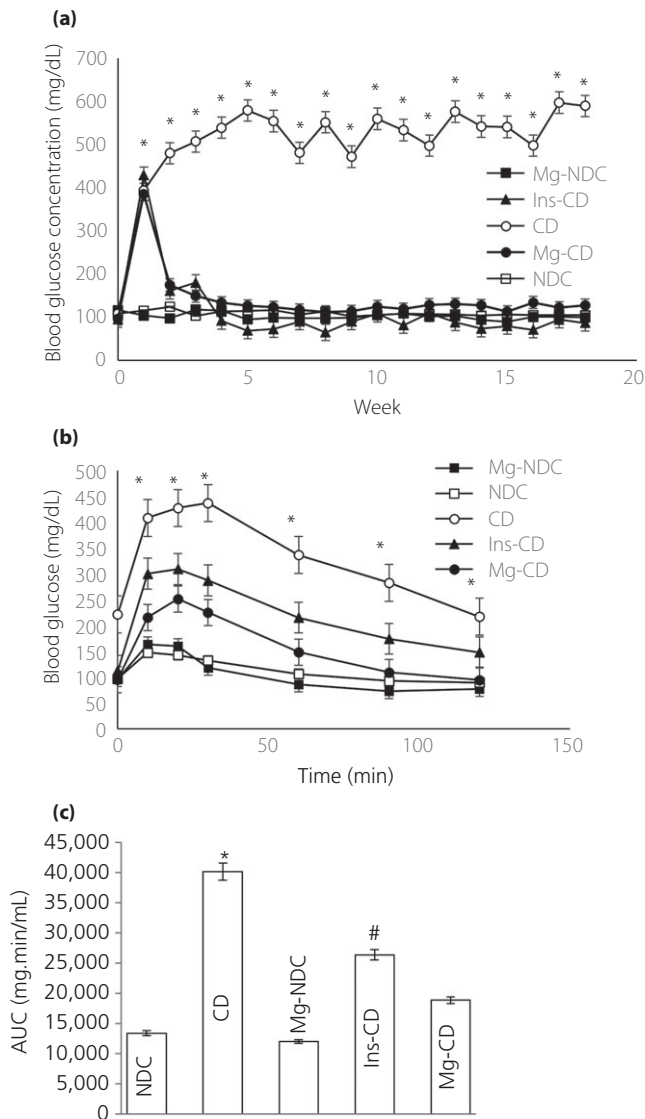 (a)
700
600
500
400
300
200
100
0
Blood glucose concentration (mg/dL)
* * * * * * * * * * * * * * * * * *
Mg-NDC
Ins-CD
CD
Mg-CD
NDC
0 5 10 15 20
Week
(b)
500
450
400
350
300
250
200
150
100
50
0
Blood glucose (mg/dL)
* * * * * *
Mg-NDC
NDC
CD
Ins-CD
Mg-CD
0 50 100 150
Time (min)
(c)
45,000
40,000
35,000
30,000
25,000
20,000
15,000
10,000
5,000
0
AUC (mg.min/mL)
*
#
NDC
CD
Mg-NDC
Ins-CD
Mg-CD